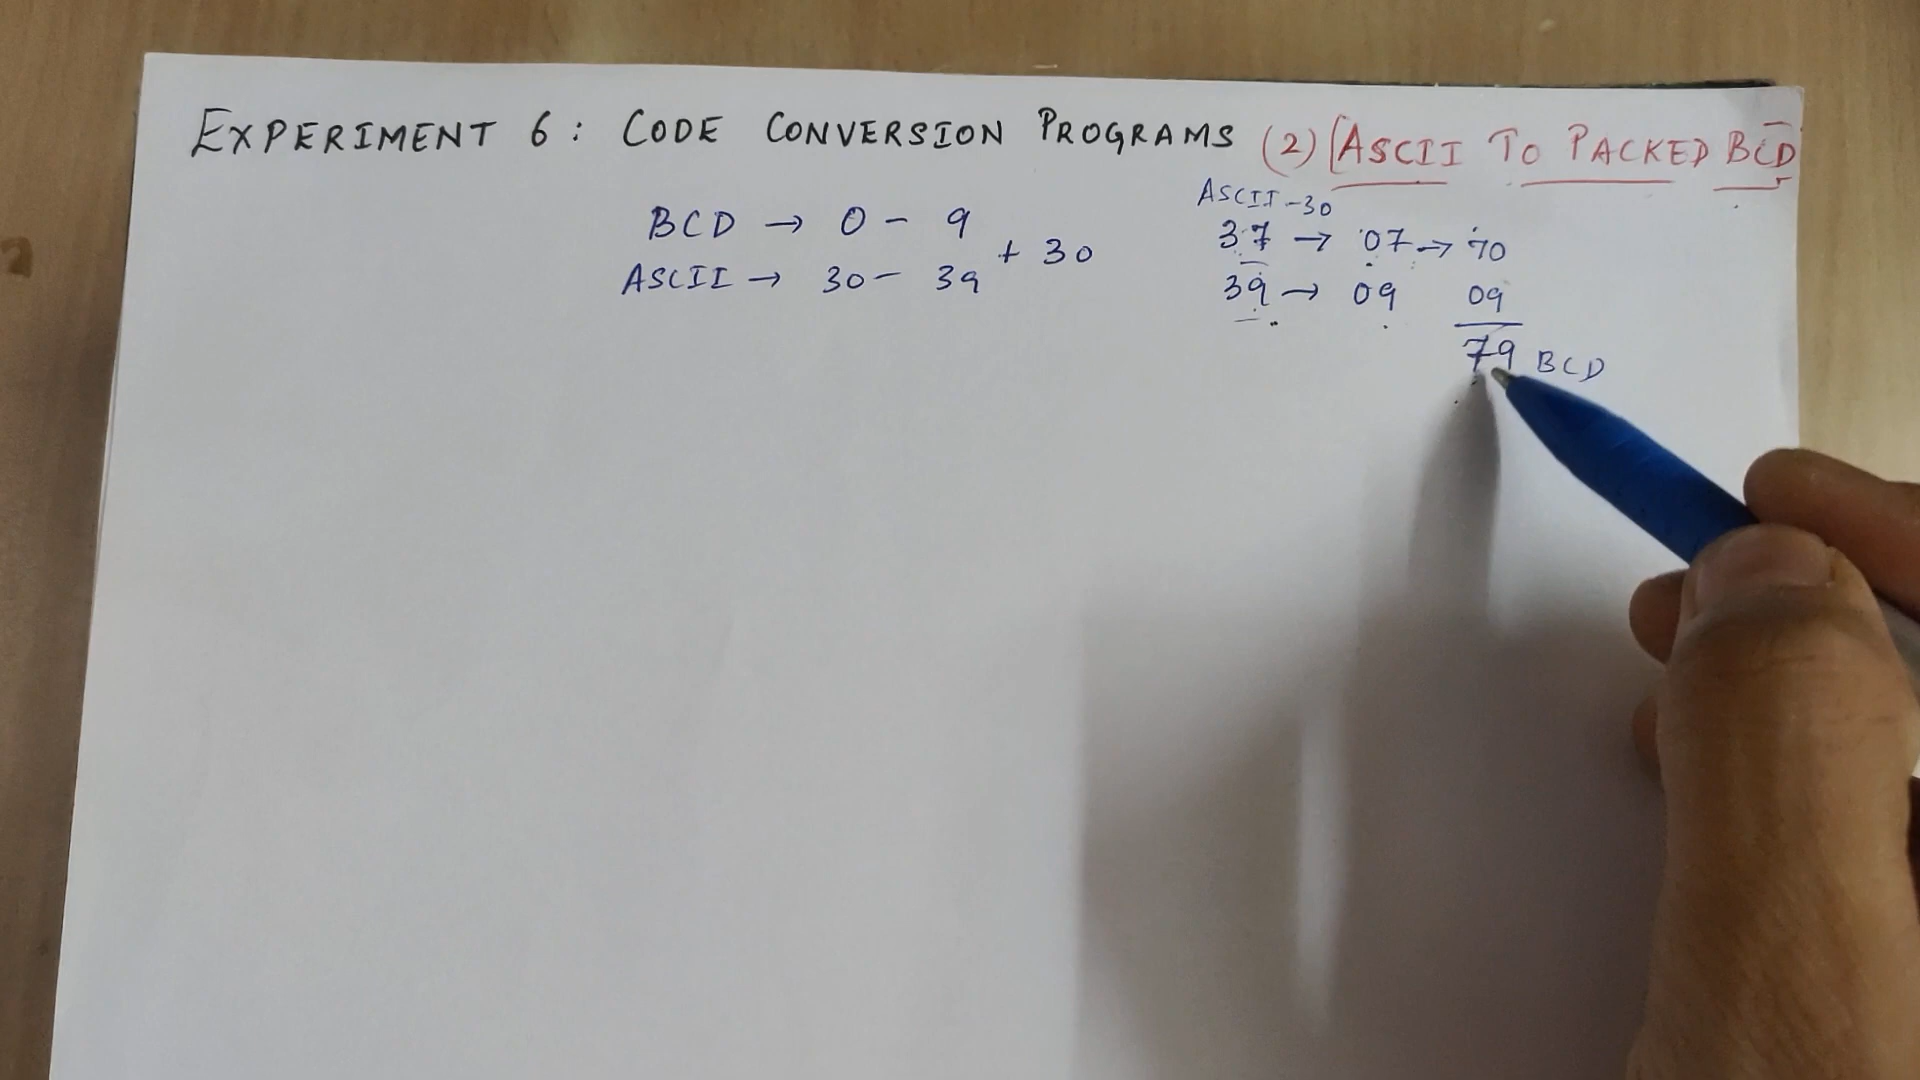 EXPERIMENT 6 : CODE CONVERSION PROGRAMS (2) [ASCII TO PACKED BCD
BCD → 0 - 9
ASCII → 30 - 39
+ 30
ASCII -30
37 → 07 → 70
39 → 09 09
79 BCD